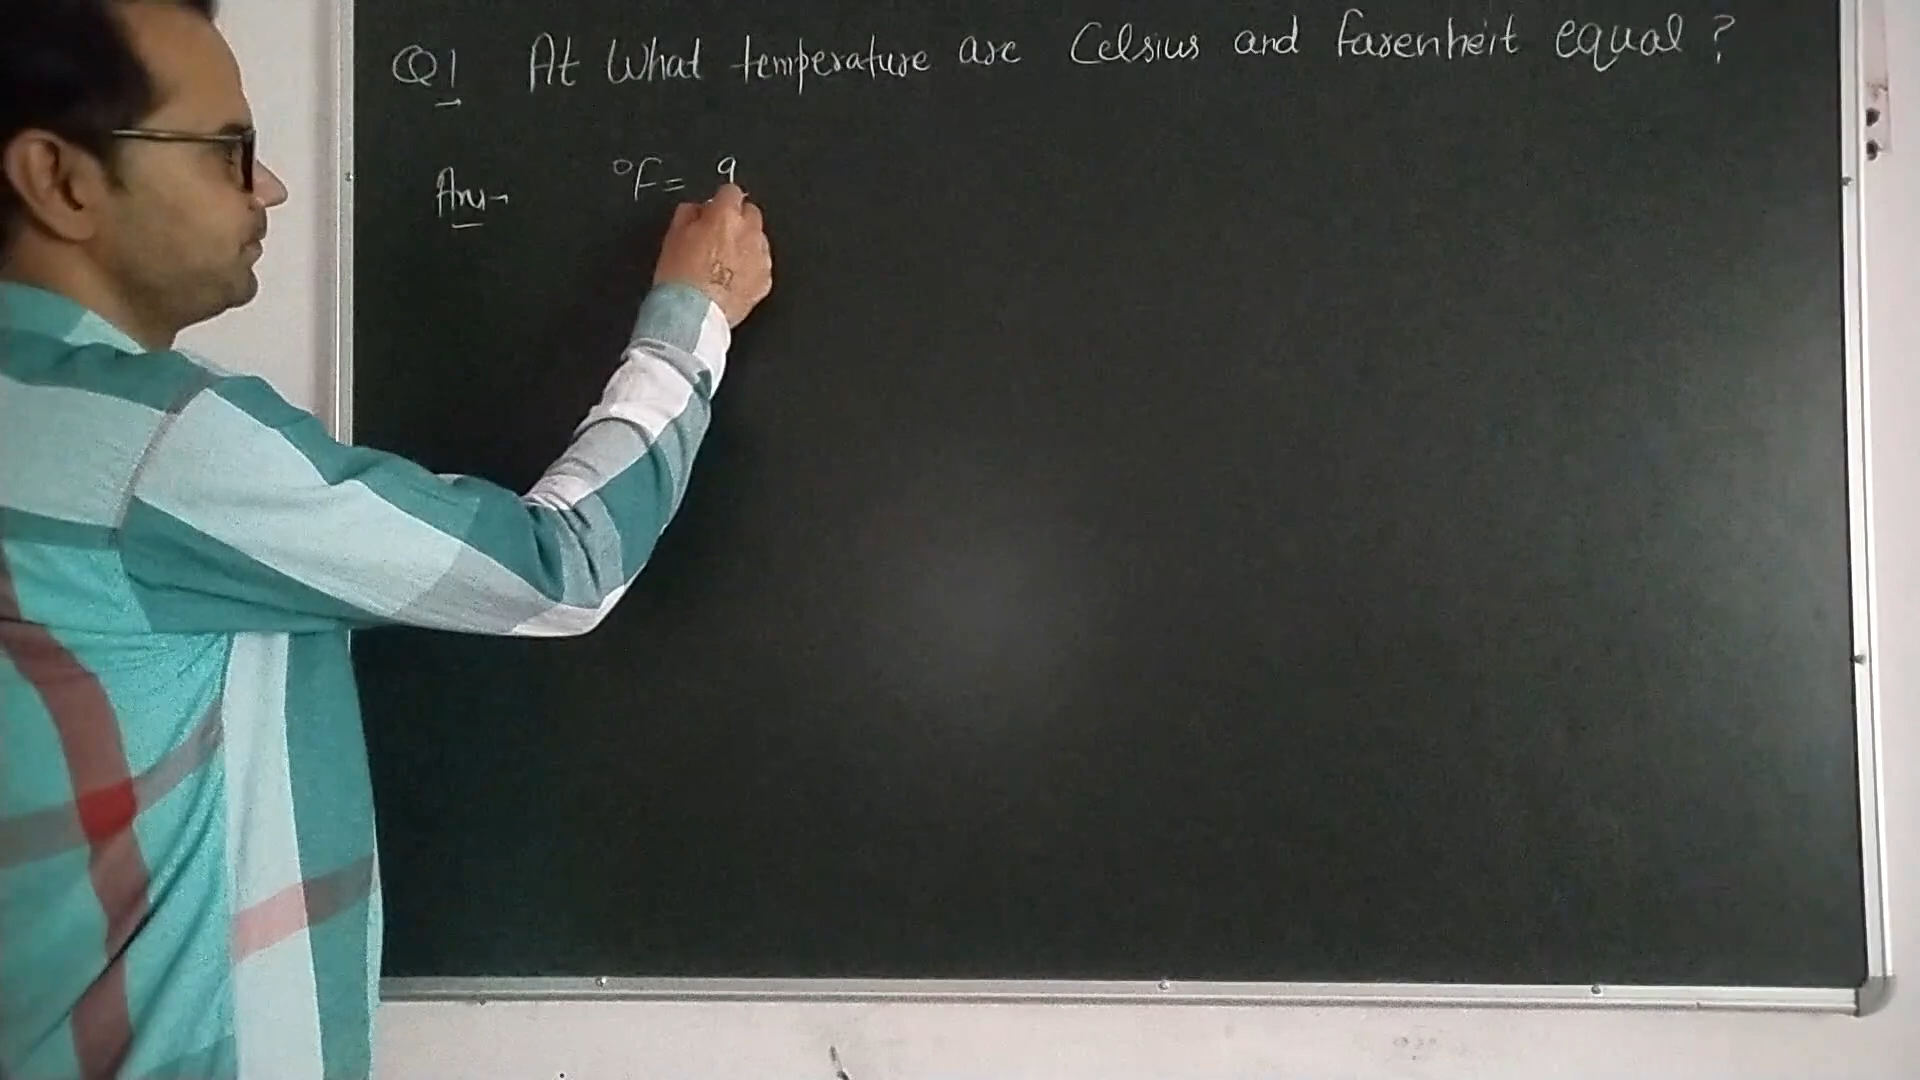 Q1 At What temperature are Celsius and farenheit equal ?
Ans- °F = 9